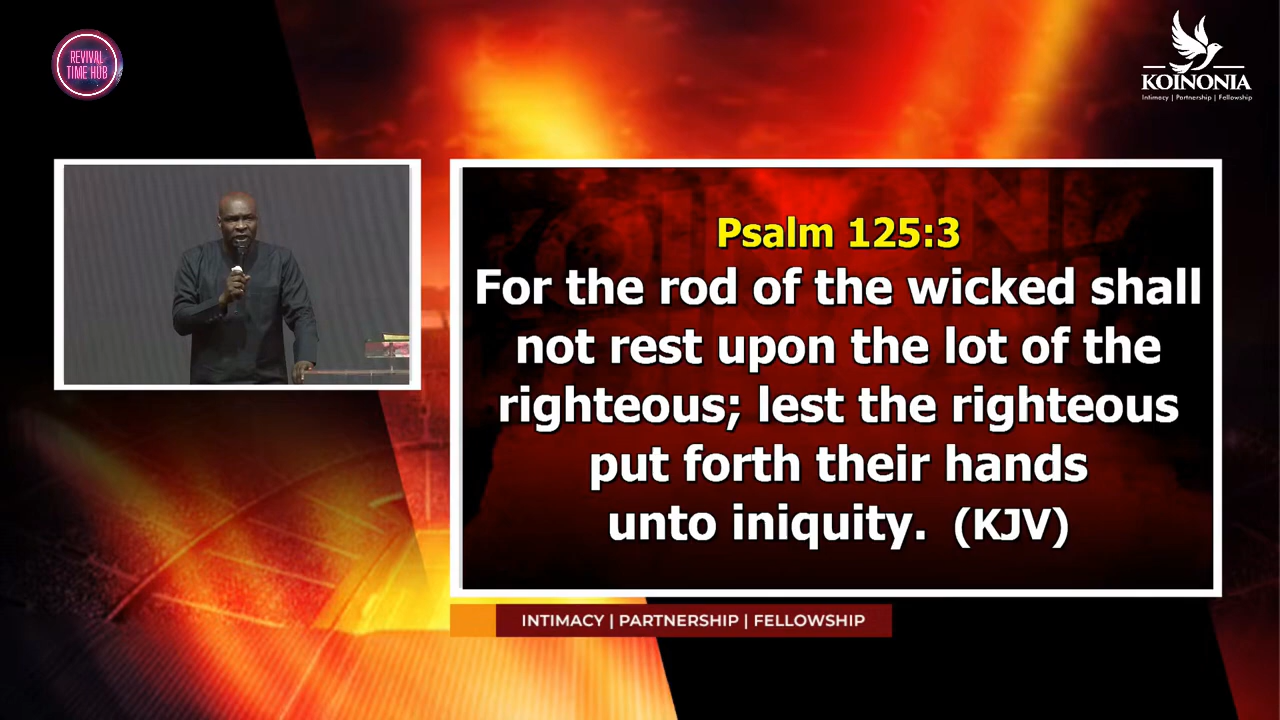 REVIVAL
TIME HUB
KOINONIA
Intimacy | Partnership | Fellowship
Psalm 125:3
For the rod of the wicked shall
not rest upon the lot of the
righteous; lest the righteous
put forth their hands
unto iniquity. (KJV)
INTIMACY | PARTNERSHIP | FELLOWSHIP